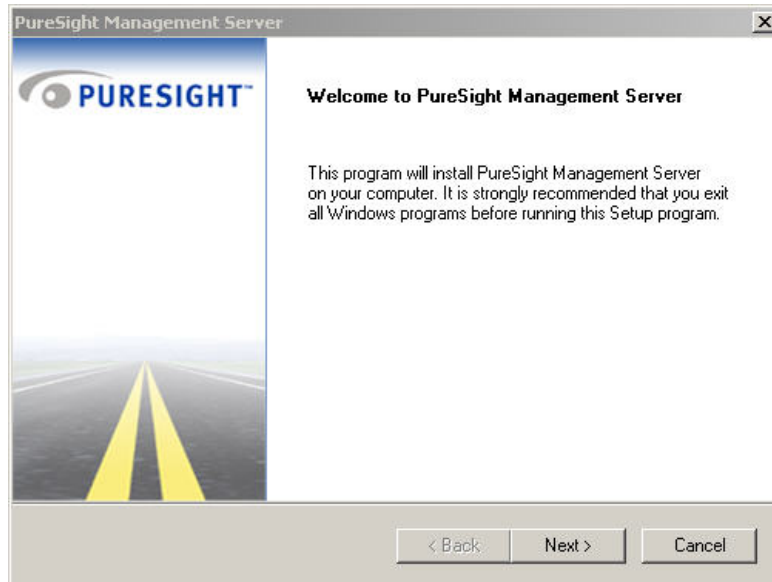 PureSight Management Server
PURESIGHT™
Welcome to PureSight Management Server
This program will install PureSight Management Server
on your computer. It is strongly recommended that you exit
all Windows programs before running this Setup program.
< Back
Next >
Cancel